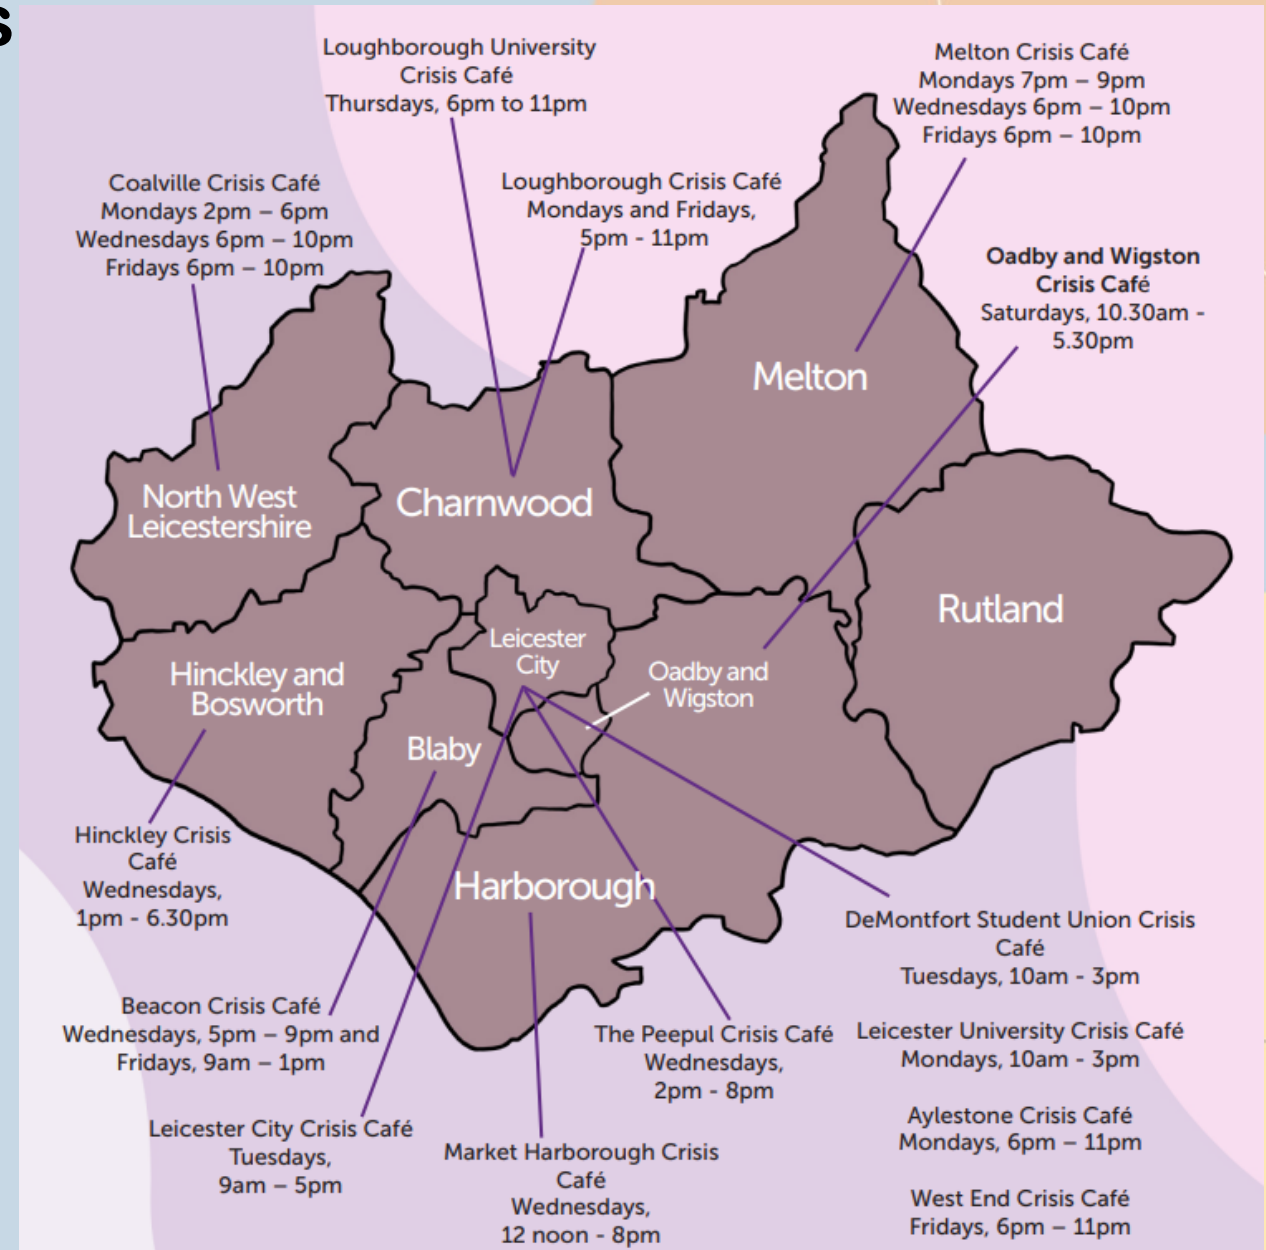 s
Loughborough University
Crisis Café
Thursdays, 6pm to 11pm
Melton Crisis Café
Mondays 7pm – 9pm
Wednesdays 6pm – 10pm
Fridays 6pm – 10pm
Coalville Crisis Café
Mondays 2pm – 6pm
Wednesdays 6pm – 10pm
Fridays 6pm – 10pm
Loughborough Crisis Café
Mondays and Fridays,
5pm - 11pm
Oadby and Wigston
Crisis Café
Saturdays, 10.30am -
5.30pm
Melton
North West
Leicestershire
Charnwood
Rutland
Leicester
City
Hinckley and
Bosworth
Oadby and
Wigston
Blaby
Harborough
Hinckley Crisis
Café
Wednesdays,
1pm - 6.30pm
DeMontfort Student Union Crisis
Café
Tuesdays, 10am - 3pm
Beacon Crisis Café
Wednesdays, 5pm – 9pm and
Fridays, 9am – 1pm
The Peepul Crisis Café
Wednesdays,
2pm - 8pm
Leicester University Crisis Café
Mondays, 10am - 3pm
Leicester City Crisis Café
Tuesdays,
9am – 5pm
Market Harborough Crisis
Café
Wednesdays,
12 noon - 8pm
Aylestone Crisis Café
Mondays, 6pm – 11pm
West End Crisis Café
Fridays, 6pm – 11pm